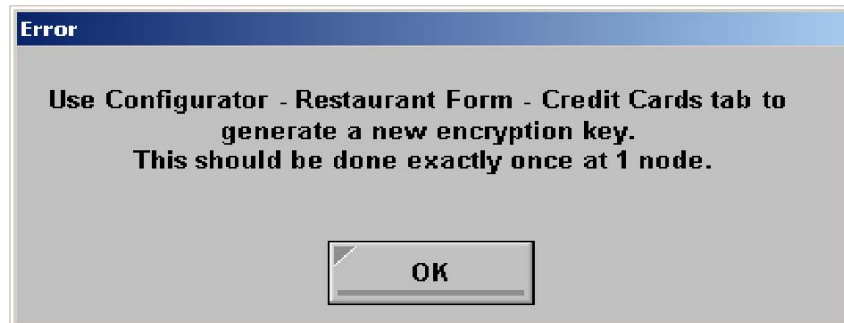 Error
Use Configurator - Restaurant Form - Credit Cards tab to
generate a new encryption key.
This should be done exactly once at 1 node.
OK